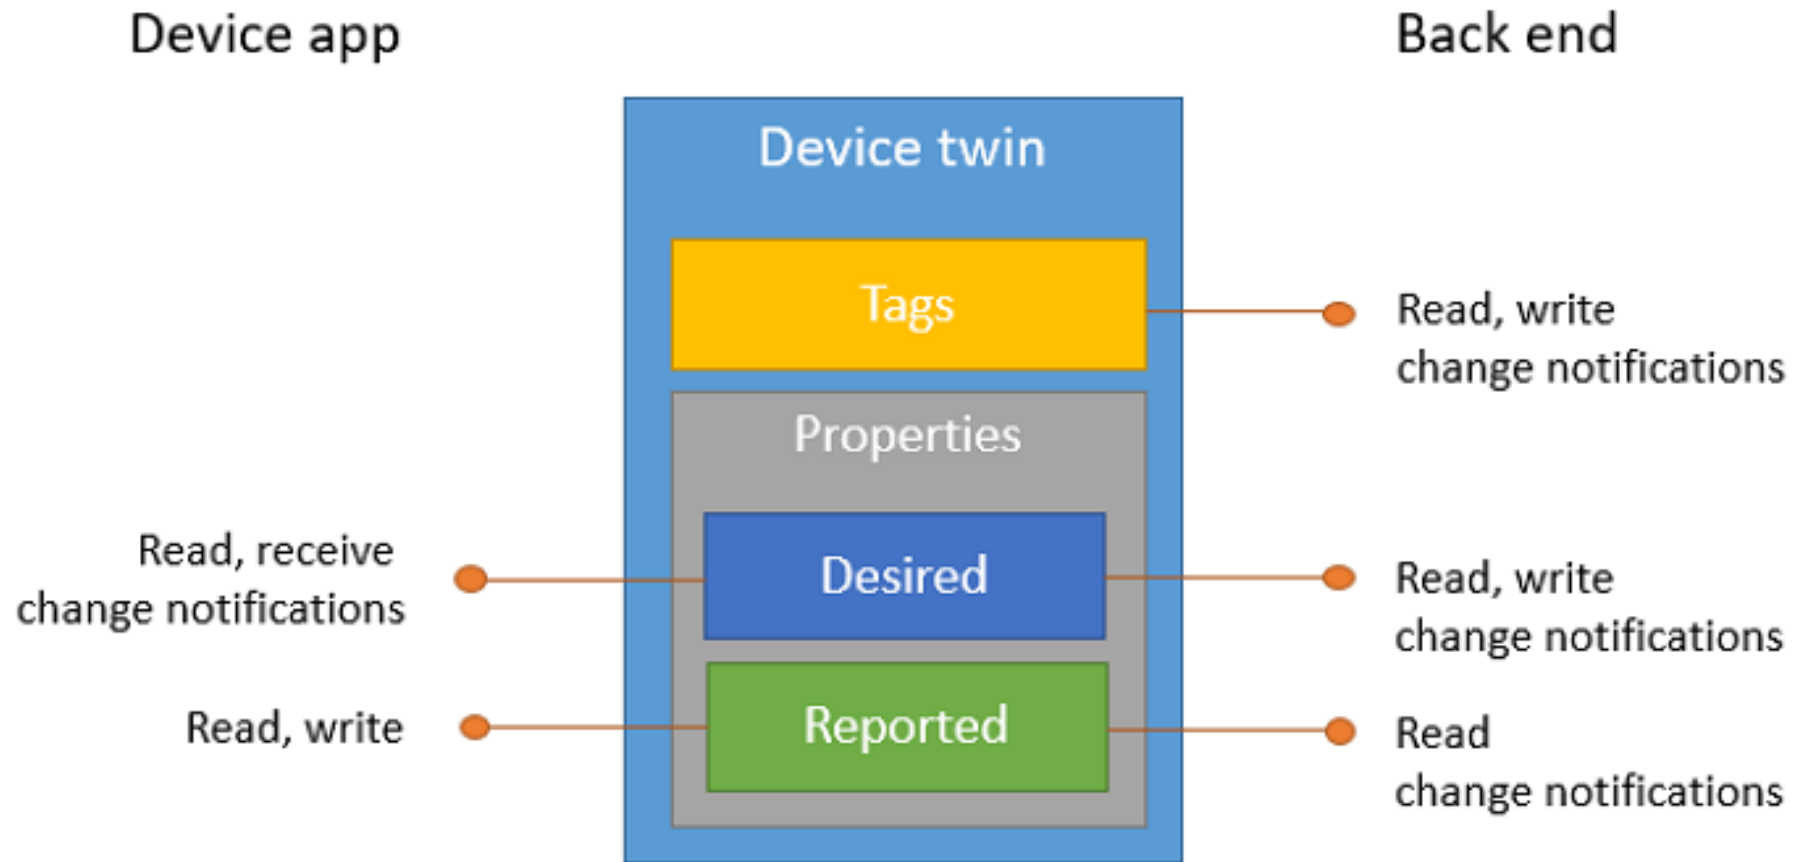 Device app
Back end
Device twin
Tags
Read, write
change notifications
Properties
Read, receive
change notifications
Desired
Read, write
change notifications
Read, write
Reported
Read
change notifications